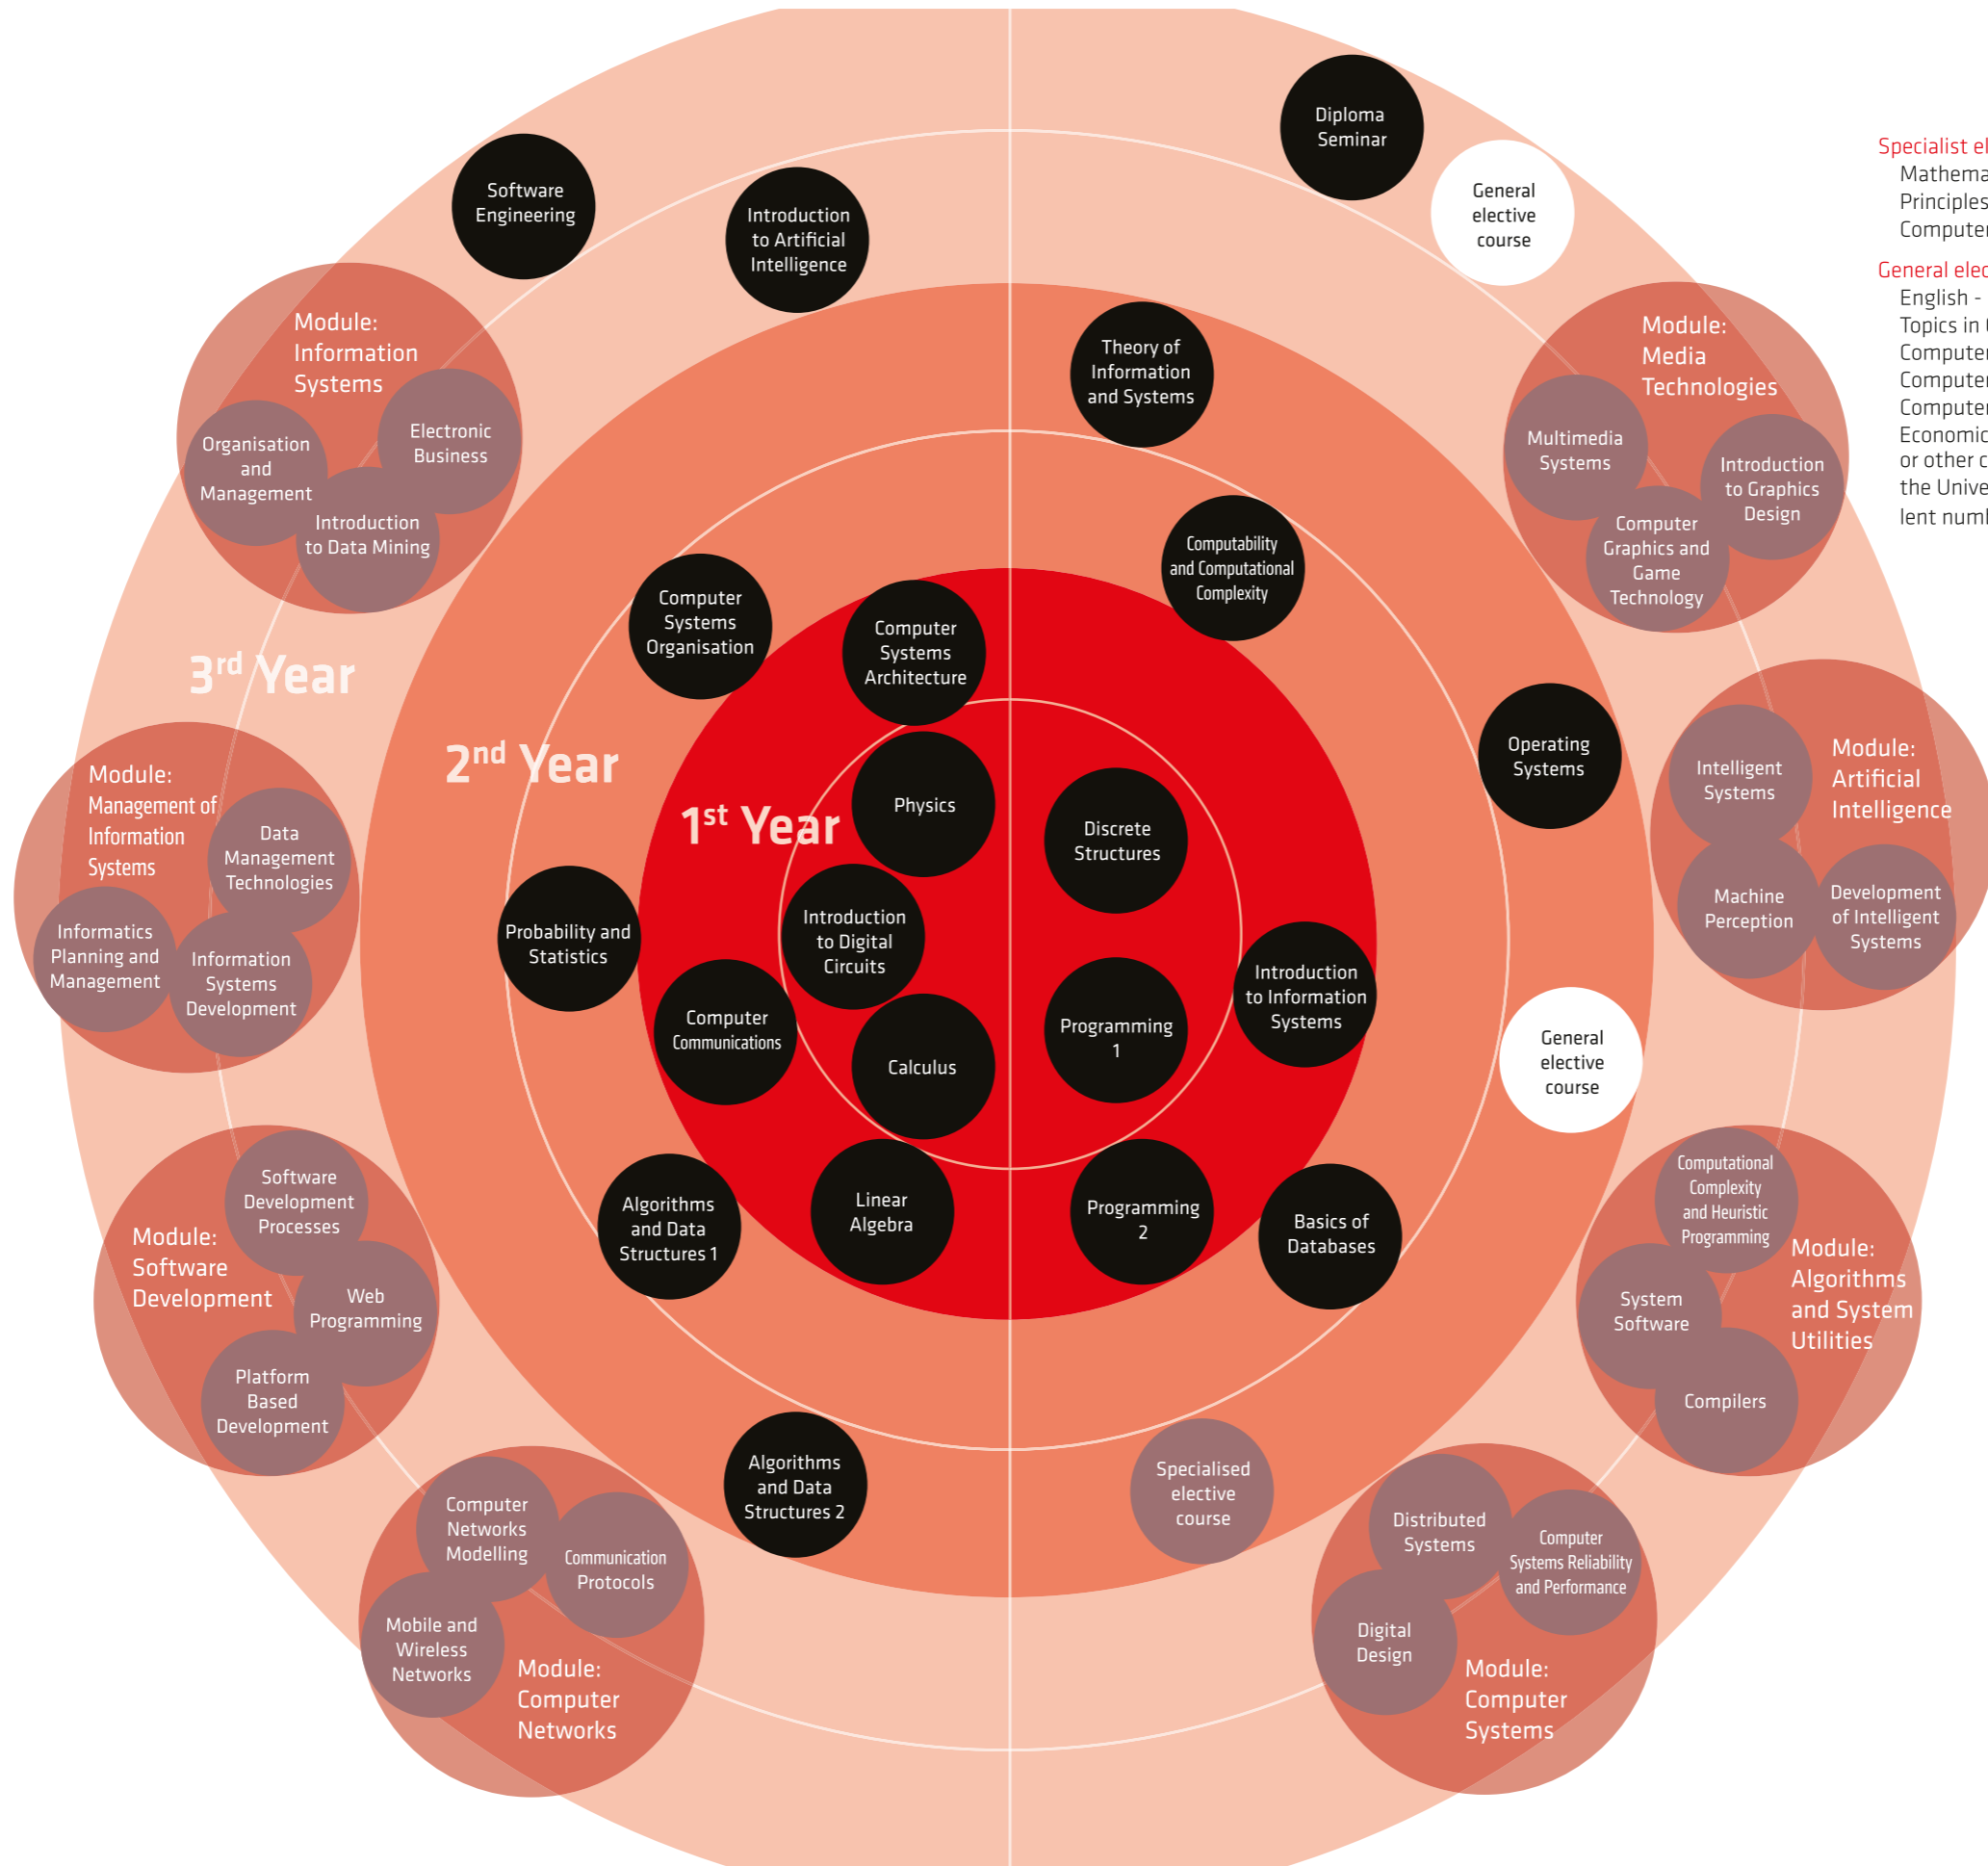 Diploma
Seminar
General
elective
course
Software
Engineering
Introduction
to Artificial
Intelligence
Specialist el
Mathema
Principles
Computer
General elec
English -
Topics in
Computer
Computer
Computer
Economic
or other c
the Unive
lent num
Module:
Information
Systems
Electronic
Business
Organisation
and
Management
Introduction
to Data Mining
Theory of
Information
and Systems
Module:
Media
Technologies
Multimedia
Systems
Introduction
to Graphics
Design
Computer
Graphics and
Game
Technology
Computability
and Computational
Complexity
Computer
Systems
Organisation
Computer
Systems
Architecture
3rd Year
2nd Year
1st Year
Physics
Discrete
Structures
Operating
Systems
Intelligent
Systems
Module:
Artificial
Intelligence
Machine
Perception
Development
of Intelligent
Systems
Module:
Management of
Information
Systems
Data
Management
Technologies
Informatics
Planning and
Management
Information
Systems
Development
Probability and
Statistics
Introduction
to Digital
Circuits
Computer
Communications
Calculus
Programming
1
Introduction
to Information
Systems
General
elective
course
Software
Development
Processes
Module:
Software
Development
Web
Programming
Platform
Based
Development
Algorithms
and Data
Structures 1
Linear
Algebra
Programming
2
Basics of
Databases
Computational
Complexity
and Heuristic
Programming
Module:
Algorithms
and System
Utilities
System
Software
Compilers
Algorithms
and Data
Structures 2
Specialised
elective
course
Computer
Networks
Modelling
Communication
Protocols
Mobile and
Wireless
Networks
Module:
Computer
Networks
Distributed
Systems
Computer
Systems Reliability
and Performance
Digital
Design
Module:
Computer
Systems